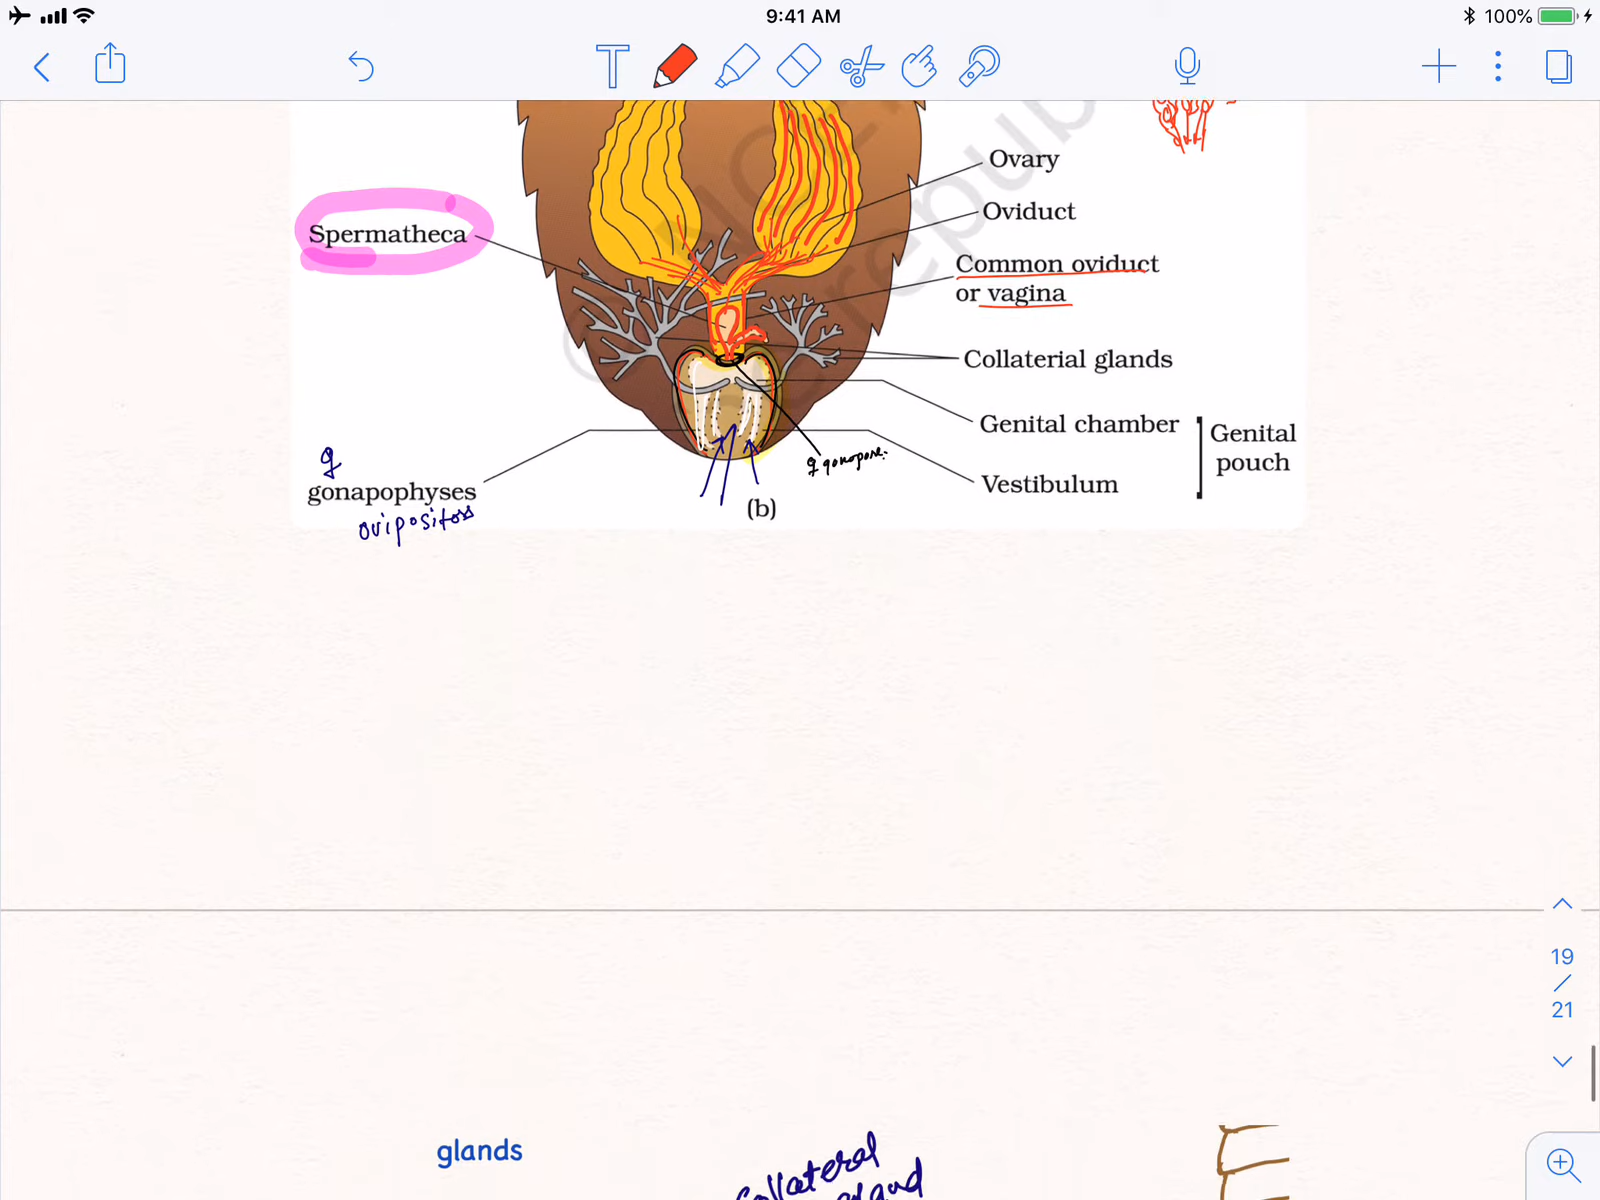 9:41 AM
100%
Ovary
Oviduct
Spermatheca
Common oviduct
or vagina
Collaterial glands
Genital chamber
Genital
pouch
♀ gonopore.
♀
gonapophyses
ovipositors
Vestibulum
(b)
19
/
21
glands
Collateral
gland